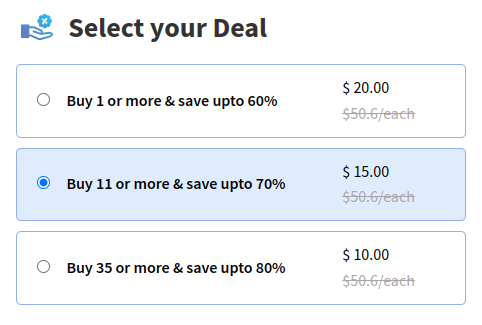 Select your Deal
Buy 1 or more & save upto 60%
$ 20.00
$50.6/each
Buy 11 or more & save upto 70%
$ 15.00
$50.6/each
Buy 35 or more & save upto 80%
$ 10.00
$50.6/each